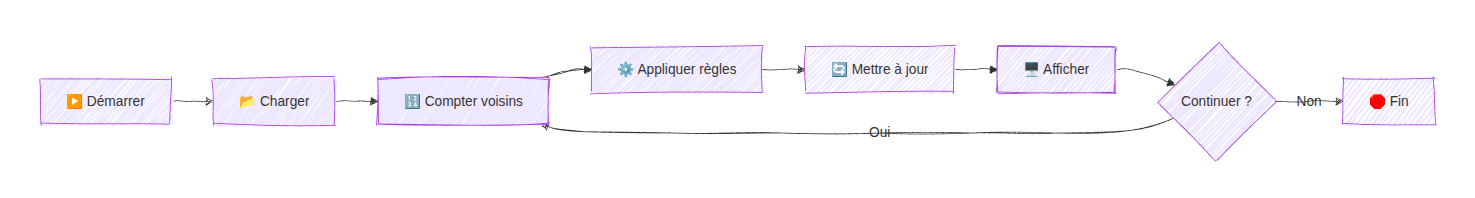 ▶️ Démarrer
📂 Charger
🔢 Compter voisins
⚙️ Appliquer règles
🔄 Mettre à jour
🖥️ Afficher
Continuer ?
Non
🛑 Fin
Oui